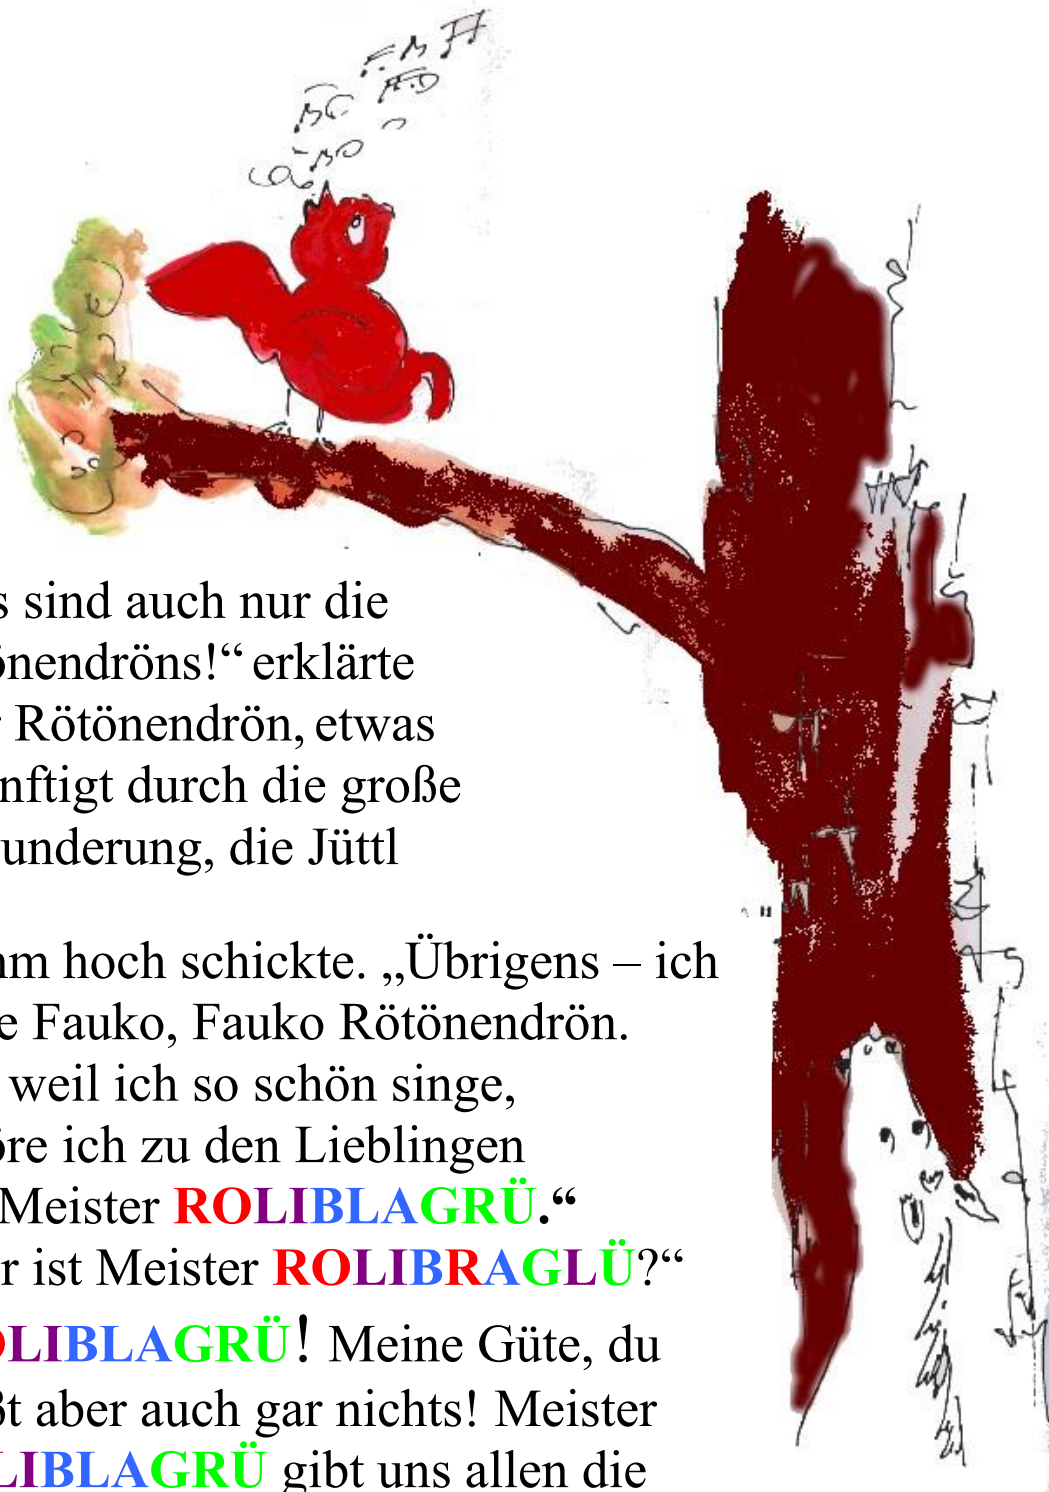 s sind auch nur die
önendröns!“ erklärte
r Rötönendrön, etwas
nftigt durch die große
underung, die Jüttl
nm hoch schickte. „Übrigens – ich
e Fauko, Fauko Rötönendrön.
weil ich so schön singe,
öre ich zu den Lieblingen
Meister ROLIBLAGRÜ.“
r ist Meister ROLIBRAGLÜ?“
OLIBLAGRÜ! Meine Güte, du
ßt aber auch gar nichts! Meister
LIBLAGRÜ gibt uns allen die